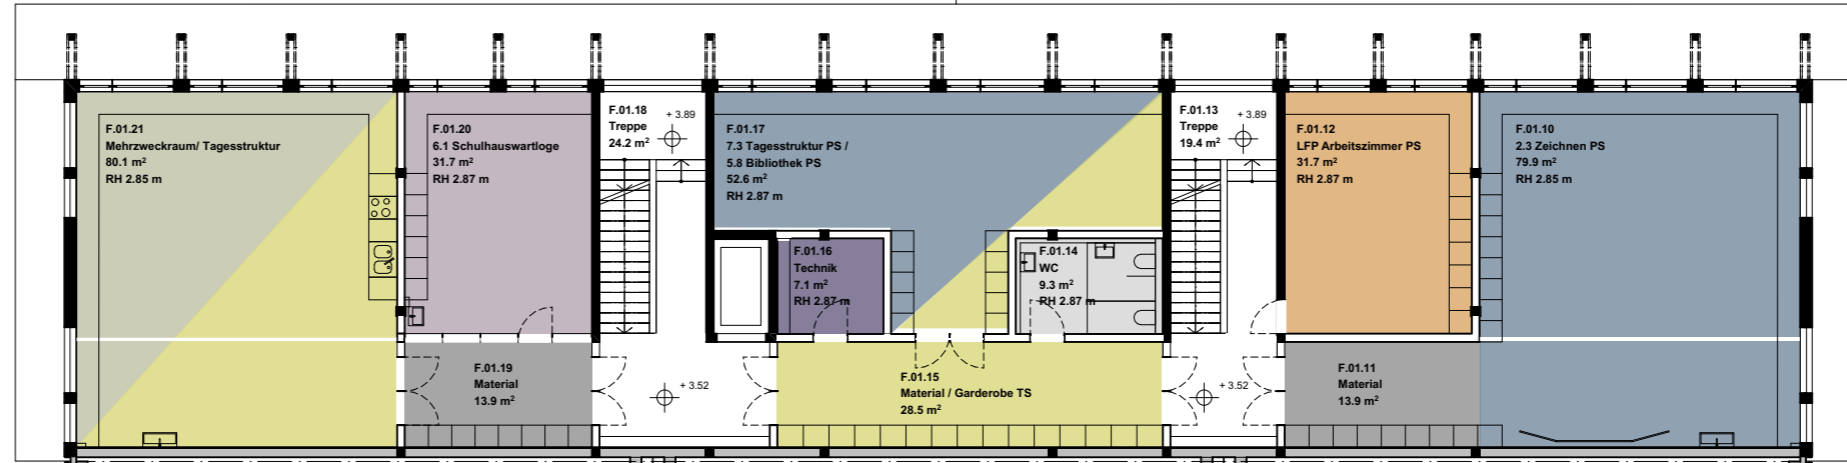 F.01.21
Mehrzweckraum/ Tagesstruktur
80.1 m²
RH 2.85 m
F.01.20
6.1 Schulhauswartloge
31.7 m²
RH 2.87 m
F.01.18
Treppe
24.2 m²
+ 3.89
F.01.17
7.3 Tagesstruktur PS /
5.8 Bibliothek PS
52.6 m²
RH 2.87 m
F.01.13
Treppe
19.4 m²
+ 3.89
F.01.12
LFP Arbeitszimmer PS
31.7 m²
RH 2.87 m
F.01.10
2.3 Zeichnen PS
79.9 m²
RH 2.85 m
F.01.16
Technik
7.1 m²
RH 2.87 m
F.01.14
WC
9.3 m²
RH 2.87 m
F.01.19
Material
13.9 m²
+ 3.52
F.01.15
Material / Garderobe TS
28.5 m²
+ 3.52
F.01.11
Material
13.9 m²